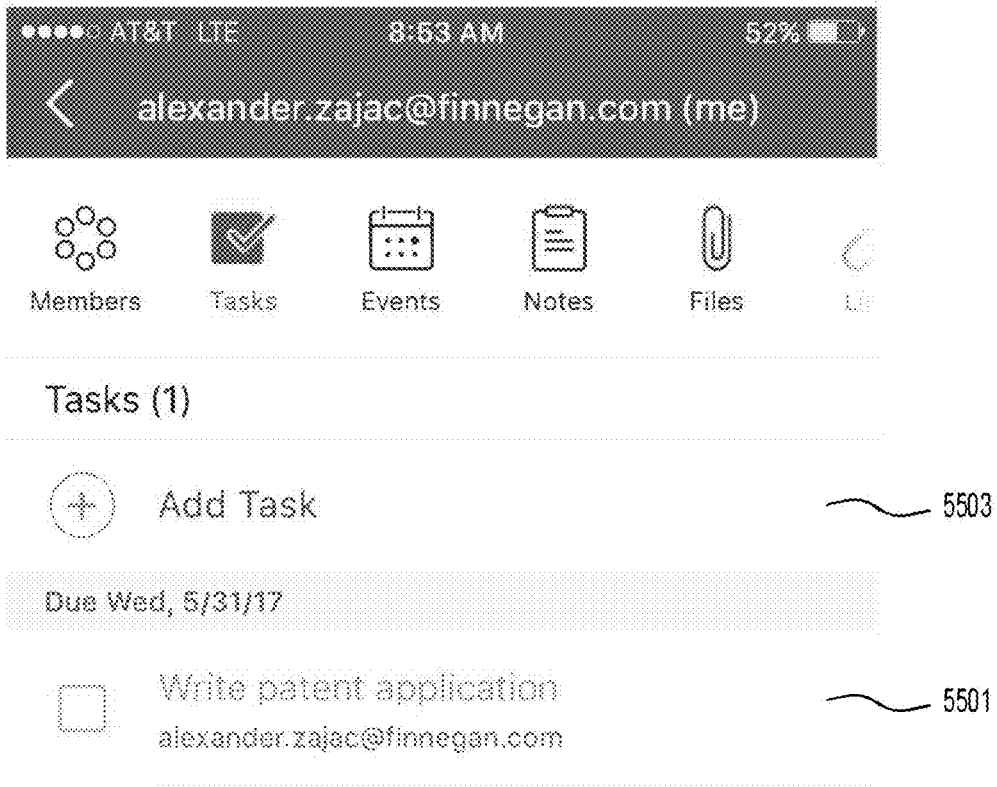 AT&T LTE 8:53 AM 52%
alexander.zajac@finnegan.com (me)
Members Tasks Events Notes Files
Tasks (1)
Add Task 5503
Due Wed, 5/31/17
Write patent application 5501
alexander.zajac@finnegan.com